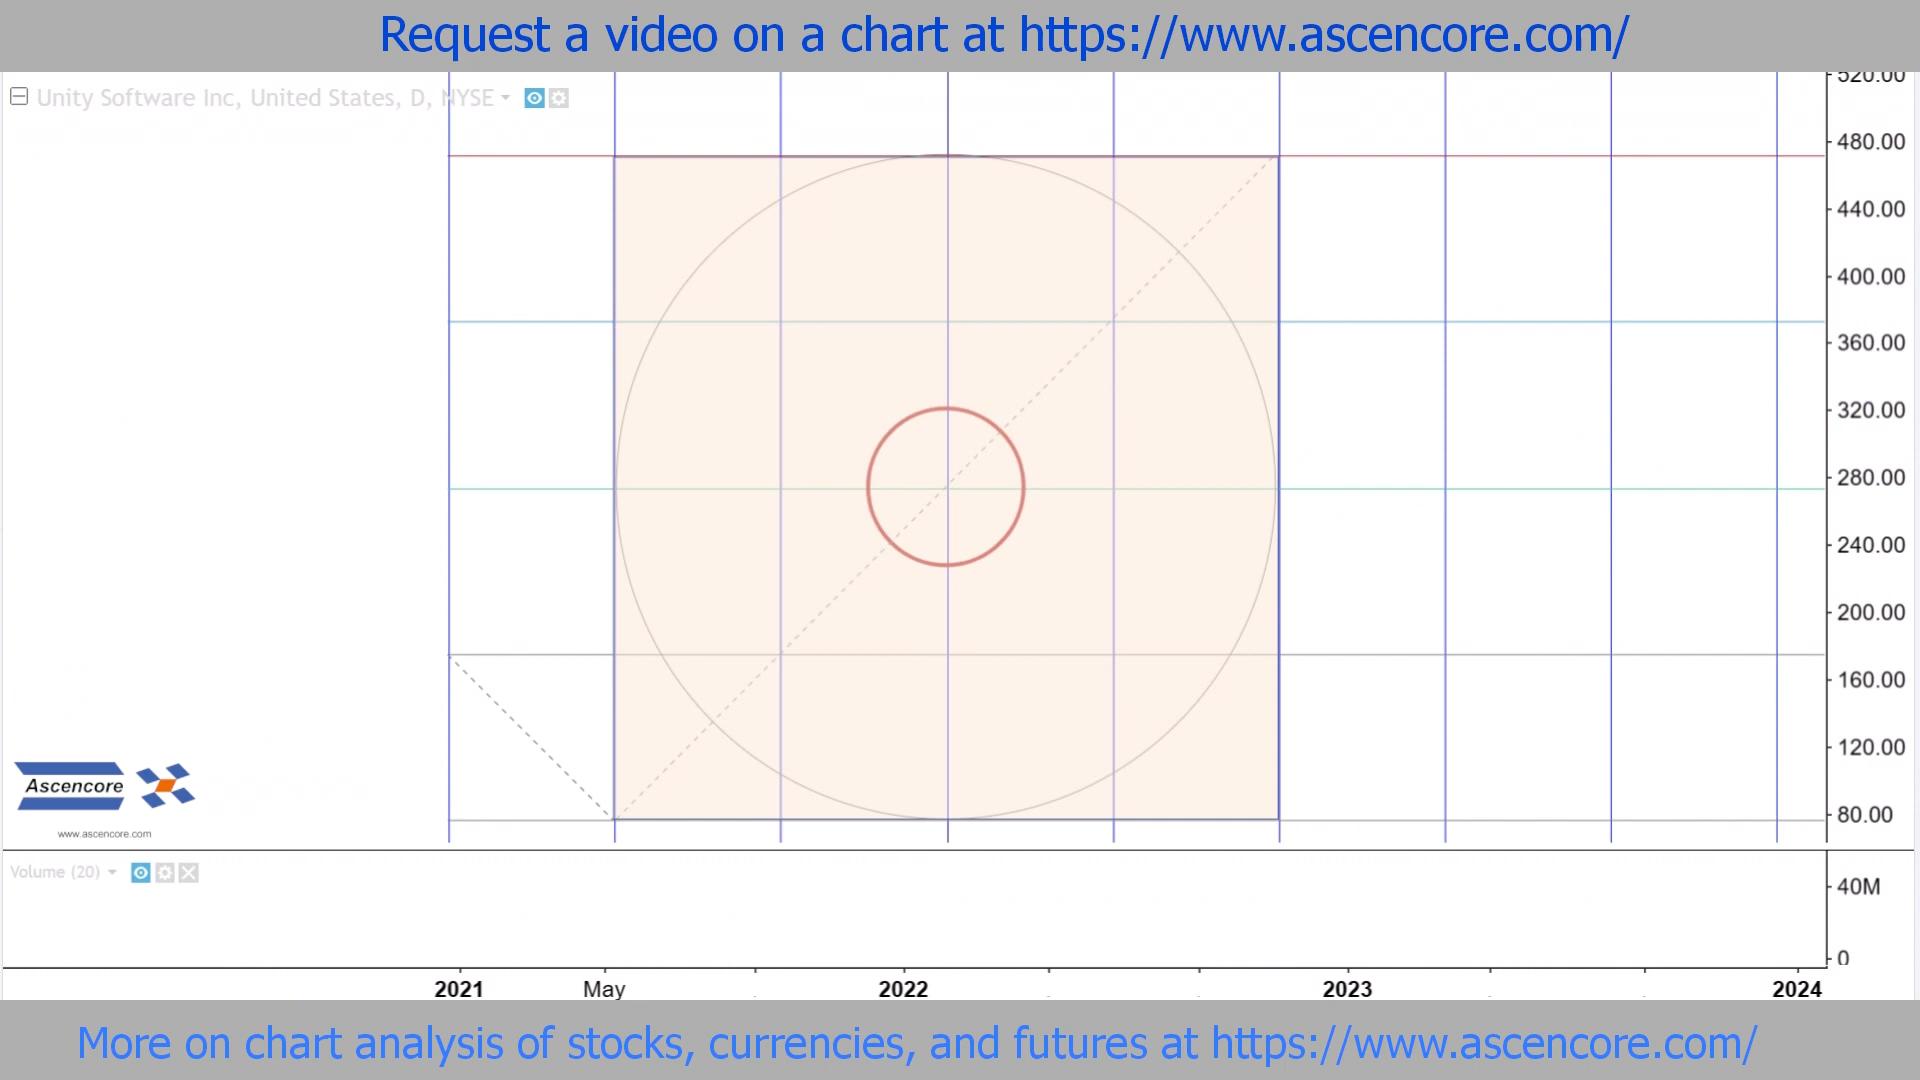 Request a video on a chart at https://www.ascencore.com/
Unity Software Inc, United States, D, NYSE
520.00
480.00
440.00
400.00
360.00
320.00
280.00
240.00
200.00
160.00
120.00
80.00
Ascencore
www.ascencore.com
Volume (20)
40M
0
2021 May 2022 2023 2024
More on chart analysis of stocks, currencies, and futures at https://www.ascencore.com/